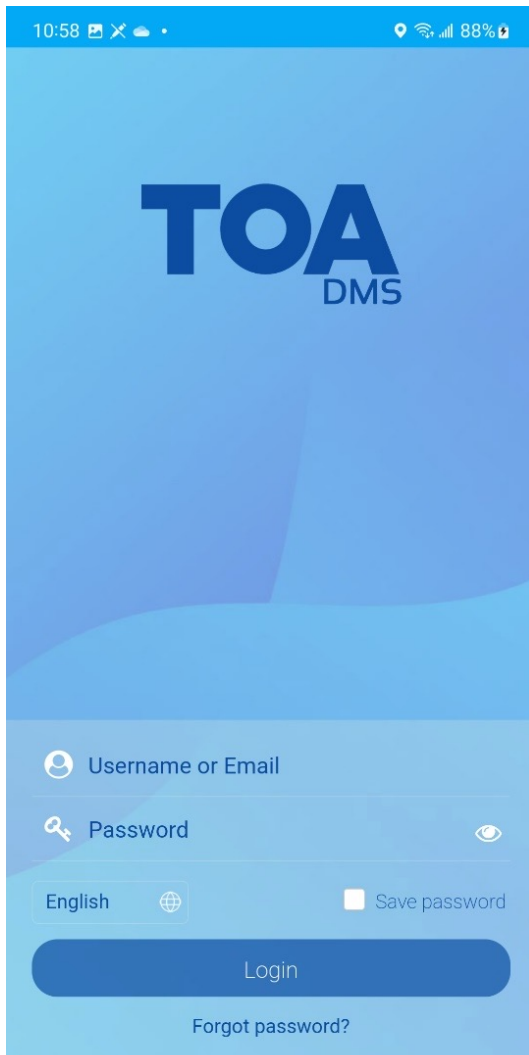 10:58 88%
TOA
DMS
Username or Email
Password
English Save password
Login
Forgot password?